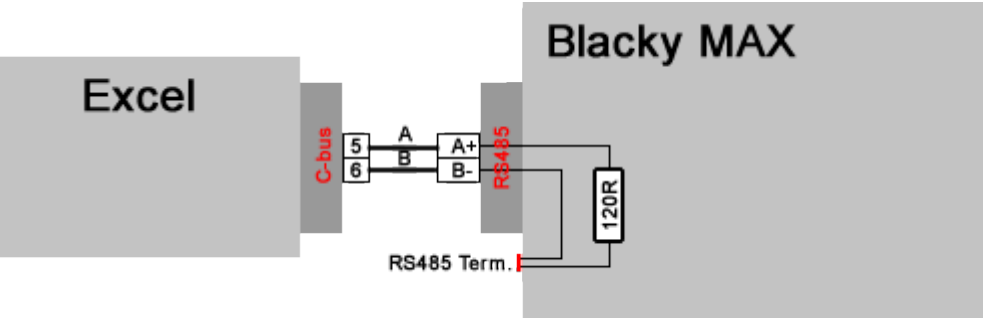 Blacky MAX
Excel
C-bus
5
6
A
B
A+
B-
RS485
120R
RS485 Term.